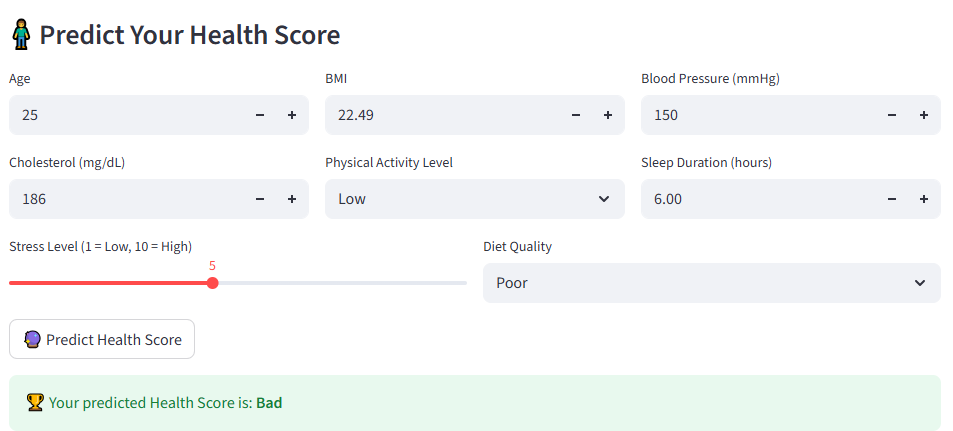 Predict Your Health Score
Age BMI Blood Pressure (mmHg)
25 − + 22.49 − + 150 − +
Cholesterol (mg/dL) Physical Activity Level Sleep Duration (hours)
186 − + Low 6.00 − +
Stress Level (1 = Low, 10 = High) Diet Quality
5
Poor
Predict Health Score
Your predicted Health Score is: Bad